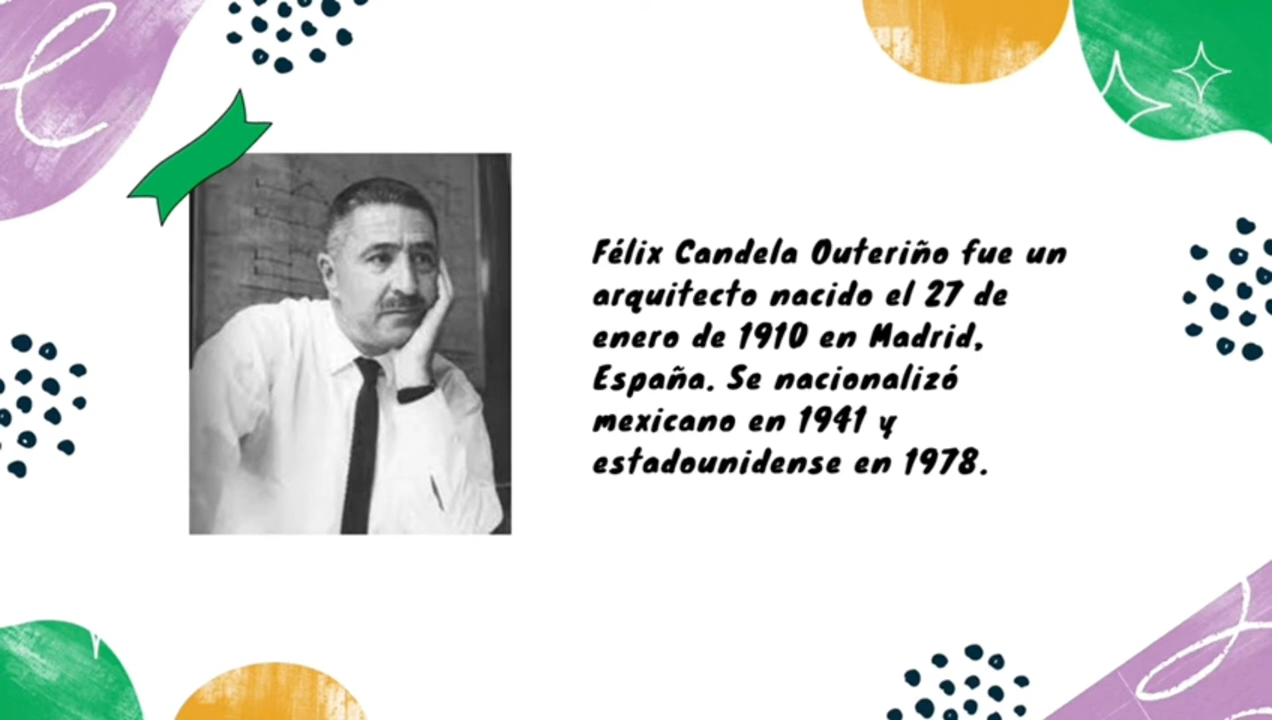 Félix Candela Outeriño fue un
arquitecto nacido el 27 de
enero de 1910 en Madrid,
España. Se nacionalizó
mexicano en 1941 y
estadounidense en 1978.